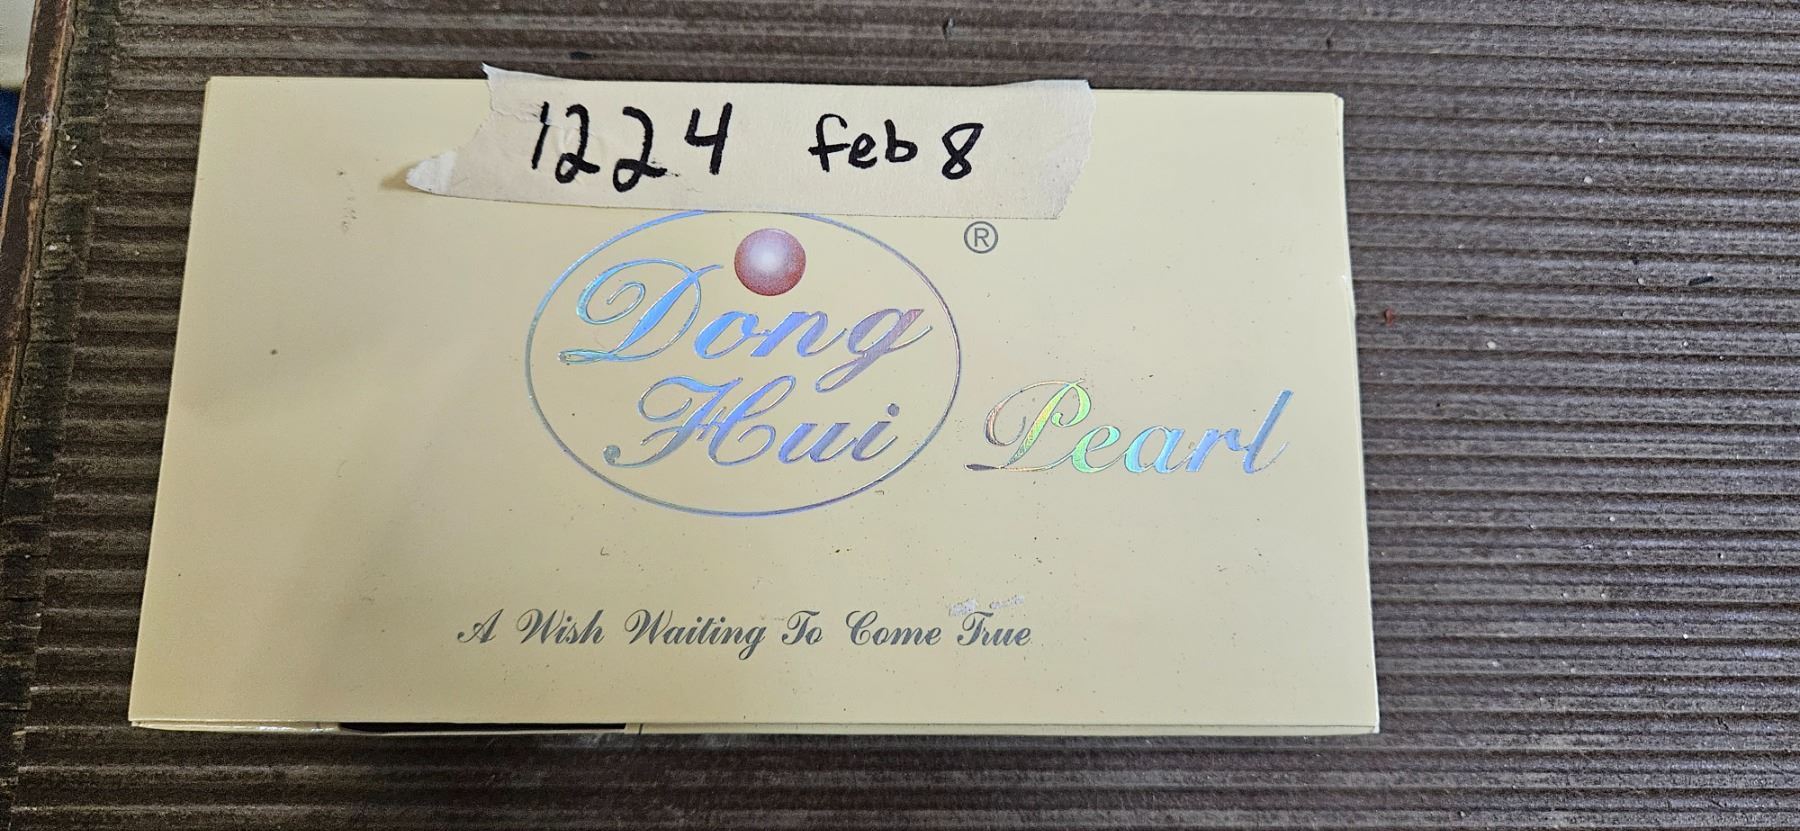 1224 feb 8
®
Dong
Hui
Pearl
A Wish Waiting To Come True